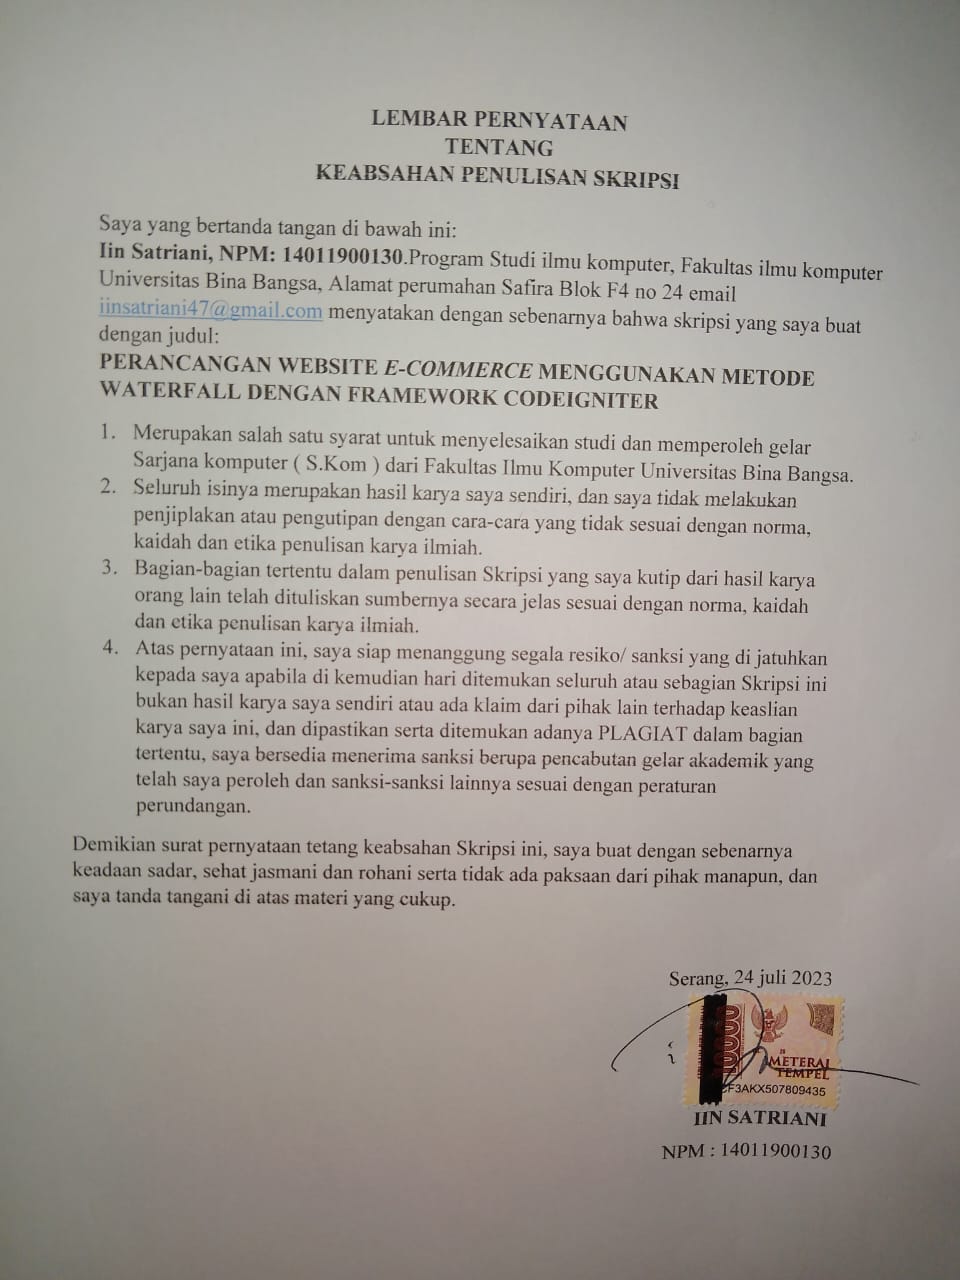 LEMBAR PERNYATAAN
TENTANG
KEABSAHAN PENULISAN SKRIPSI
Saya yang bertanda tangan di bawah ini:
Iin Satriani, NPM: 14011900130.Program Studi ilmu komputer, Fakultas ilmu komputer
Universitas Bina Bangsa, Alamat perumahan Safira Blok F4 no 24 email
iinsatriani47@gmail.com menyatakan dengan sebenarnya bahwa skripsi yang saya buat
dengan judul:
PERANCANGAN WEBSITE E-COMMERCE MENGGUNAKAN METODE
WATERFALL DENGAN FRAMEWORK CODEIGNITER
1. Merupakan salah satu syarat untuk menyelesaikan studi dan memperoleh gelar
Sarjana komputer ( S.Kom ) dari Fakultas Ilmu Komputer Universitas Bina Bangsa.
2. Seluruh isinya merupakan hasil karya saya sendiri, dan saya tidak melakukan
penjiplakan atau pengutipan dengan cara-cara yang tidak sesuai dengan norma,
kaidah dan etika penulisan karya ilmiah.
3. Bagian-bagian tertentu dalam penulisan Skripsi yang saya kutip dari hasil karya
orang lain telah dituliskan sumbernya secara jelas sesuai dengan norma, kaidah
dan etika penulisan karya ilmiah.
4. Atas pernyataan ini, saya siap menanggung segala resiko/ sanksi yang di jatuhkan
kepada saya apabila di kemudian hari ditemukan seluruh atau sebagian Skripsi ini
bukan hasil karya saya sendiri atau ada klaim dari pihak lain terhadap keaslian
karya saya ini, dan dipastikan serta ditemukan adanya PLAGIAT dalam bagian
tertentu, saya bersedia menerima sanksi berupa pencabutan gelar akademik yang
telah saya peroleh dan sanksi-sanksi lainnya sesuai dengan peraturan
perundangan.
Demikian surat pernyataan tetang keabsahan Skripsi ini, saya buat dengan sebenarnya
keadaan sadar, sehat jasmani dan rohani serta tidak ada paksaan dari pihak manapun, dan
saya tanda tangani di atas materi yang cukup.
Serang, 24 juli 2023
METERAI
TEMPEL
F3AKX507809435
IIN SATRIANI
NPM : 14011900130